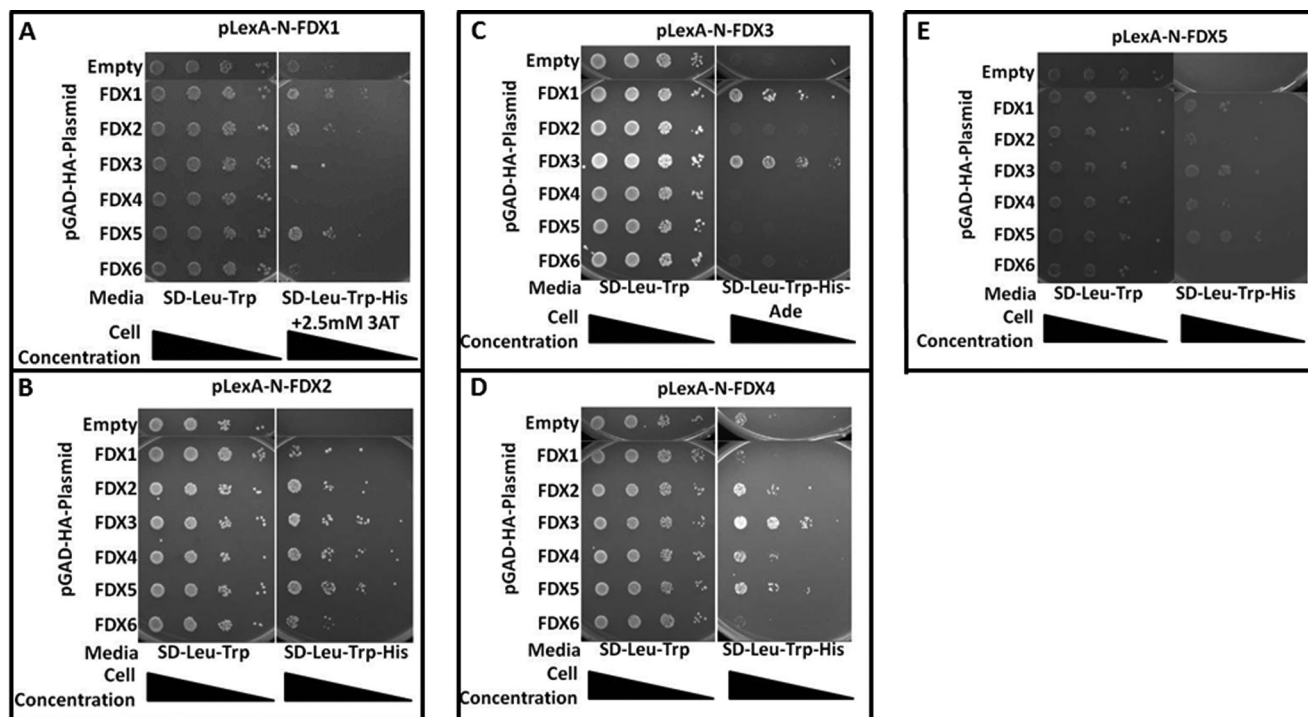 A
pLexA-N-FDX1
pGAD-HA-Plasmid
Empty
FDX1
FDX2
FDX3
FDX4
FDX5
FDX6
Media SD-Leu-Trp SD-Leu-Trp-His
+2.5mM 3AT
Cell
Concentration
B
pLexA-N-FDX2
pGAD-HA-Plasmid
Empty
FDX1
FDX2
FDX3
FDX4
FDX5
FDX6
Media SD-Leu-Trp SD-Leu-Trp-His
Cell
Concentration
C
pLexA-N-FDX3
pGAD-HA-Plasmid
Empty
FDX1
FDX2
FDX3
FDX4
FDX5
FDX6
Media SD-Leu-Trp SD-Leu-Trp-His-
Ade
Cell
Concentration
D
pLexA-N-FDX4
pGAD-HA-Plasmid
Empty
FDX1
FDX2
FDX3
FDX4
FDX5
FDX6
Media SD-Leu-Trp SD-Leu-Trp-His
Cell
Concentration
E
pLexA-N-FDX5
pGAD-HA-Plasmid
Empty
FDX1
FDX2
FDX3
FDX4
FDX5
FDX6
Media SD-Leu-Trp SD-Leu-Trp-His
Cell
Concentration